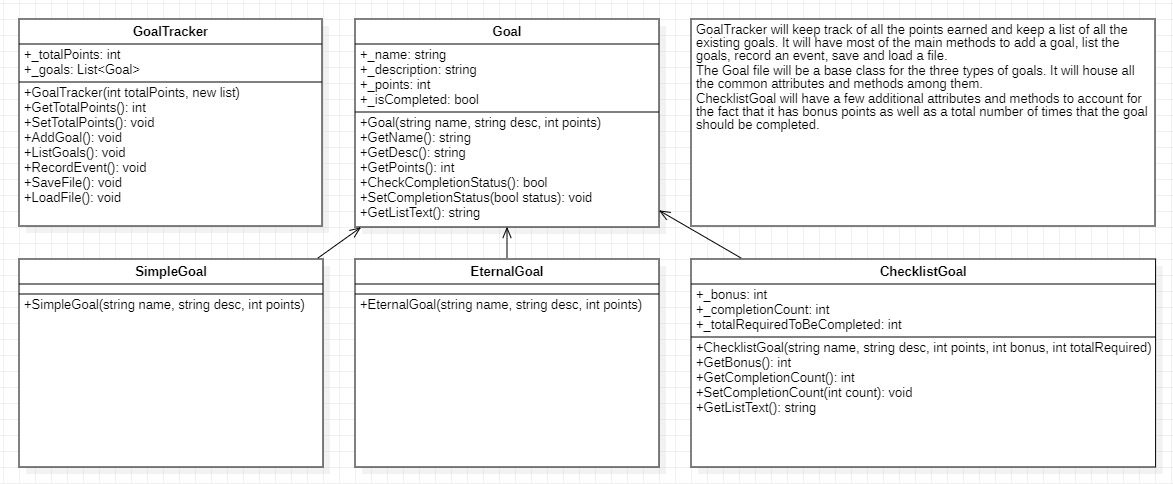 GoalTracker
+_totalPoints: int
+_goals: List<Goal>
+GoalTracker(int totalPoints, new list)
+GetTotalPoints(): int
+SetTotalPoints(): void
+AddGoal(): void
+ListGoals(): void
+RecordEvent(): void
+SaveFile(): void
+LoadFile(): void
Goal
+_name: string
+_description: string
+_points: int
+_isCompleted: bool
+Goal(string name, string desc, int points)
+GetName(): string
+GetDesc(): string
+GetPoints(): int
+CheckCompletionStatus(): bool
+SetCompletionStatus(bool status): void
+GetListText(): string
GoalTracker will keep track of all the points earned and keep a list of all the
existing goals. It will have most of the main methods to add a goal, list the
goals, record an event, save and load a file.
The Goal file will be a base class for the three types of goals. It will house all
the common attributes and methods among them.
ChecklistGoal will have a few additional attributes and methods to account for
the fact that it has bonus points as well as a total number of times that the goal
should be completed.
SimpleGoal
+SimpleGoal(string name, string desc, int points)
EternalGoal
+EternalGoal(string name, string desc, int points)
ChecklistGoal
+_bonus: int
+_completionCount: int
+_totalRequiredToBeCompleted: int
+ChecklistGoal(string name, string desc, int points, int bonus, int totalRequired)
+GetBonus(): int
+GetCompletionCount(): int
+SetCompletionCount(int count): void
+GetListText(): string